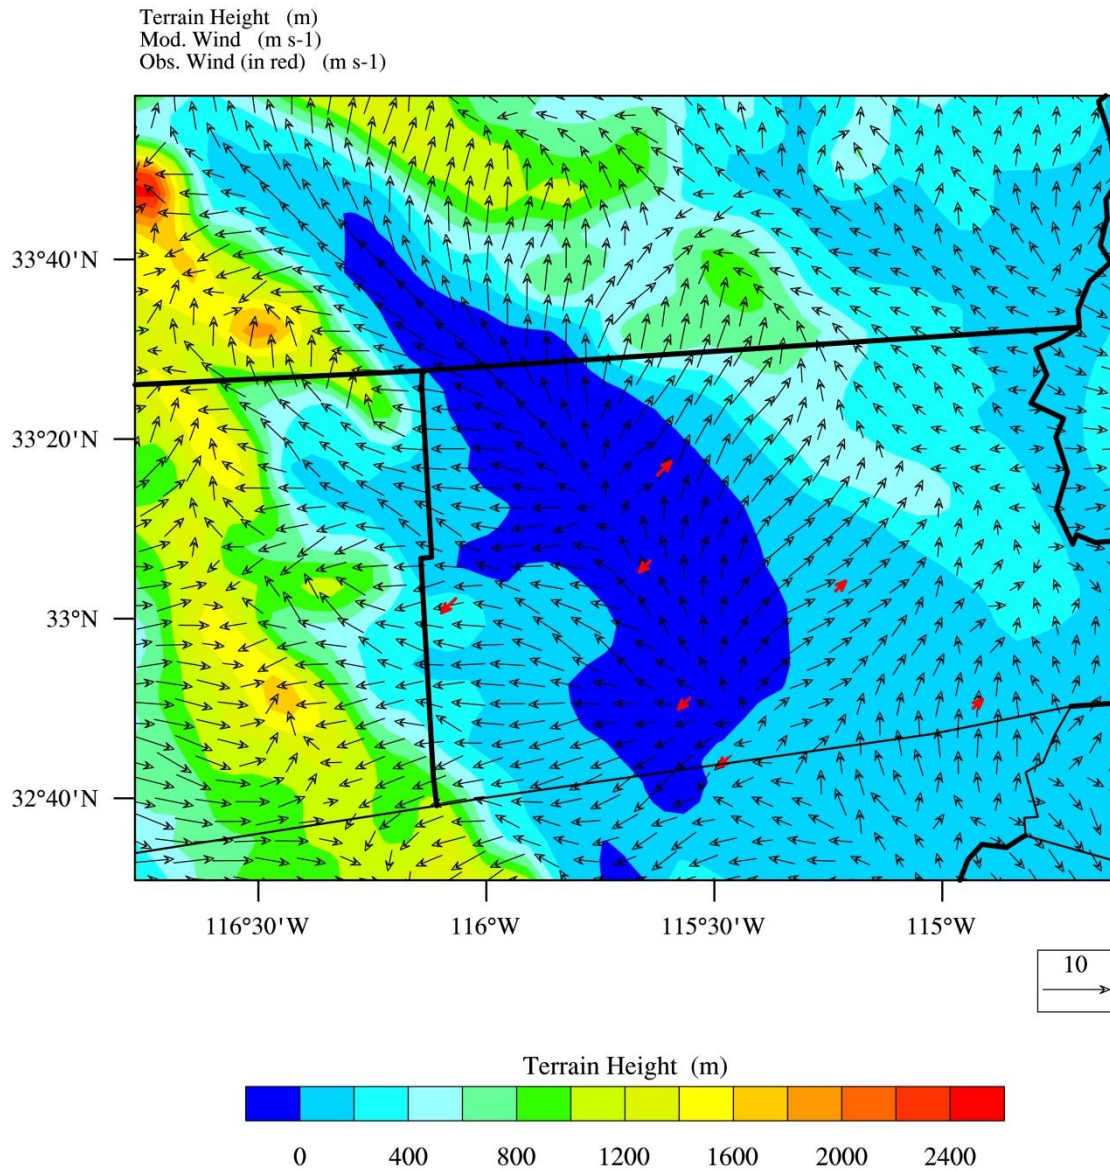 Terrain Height (m)
Mod. Wind (m s-1)
Obs. Wind (in red) (m s-1)
33°40'N
33°20'N
33°N
32°40'N
116°30'W 116°W 115°30'W 115°W
10
Terrain Height (m)
0 400 800 1200 1600 2000 2400